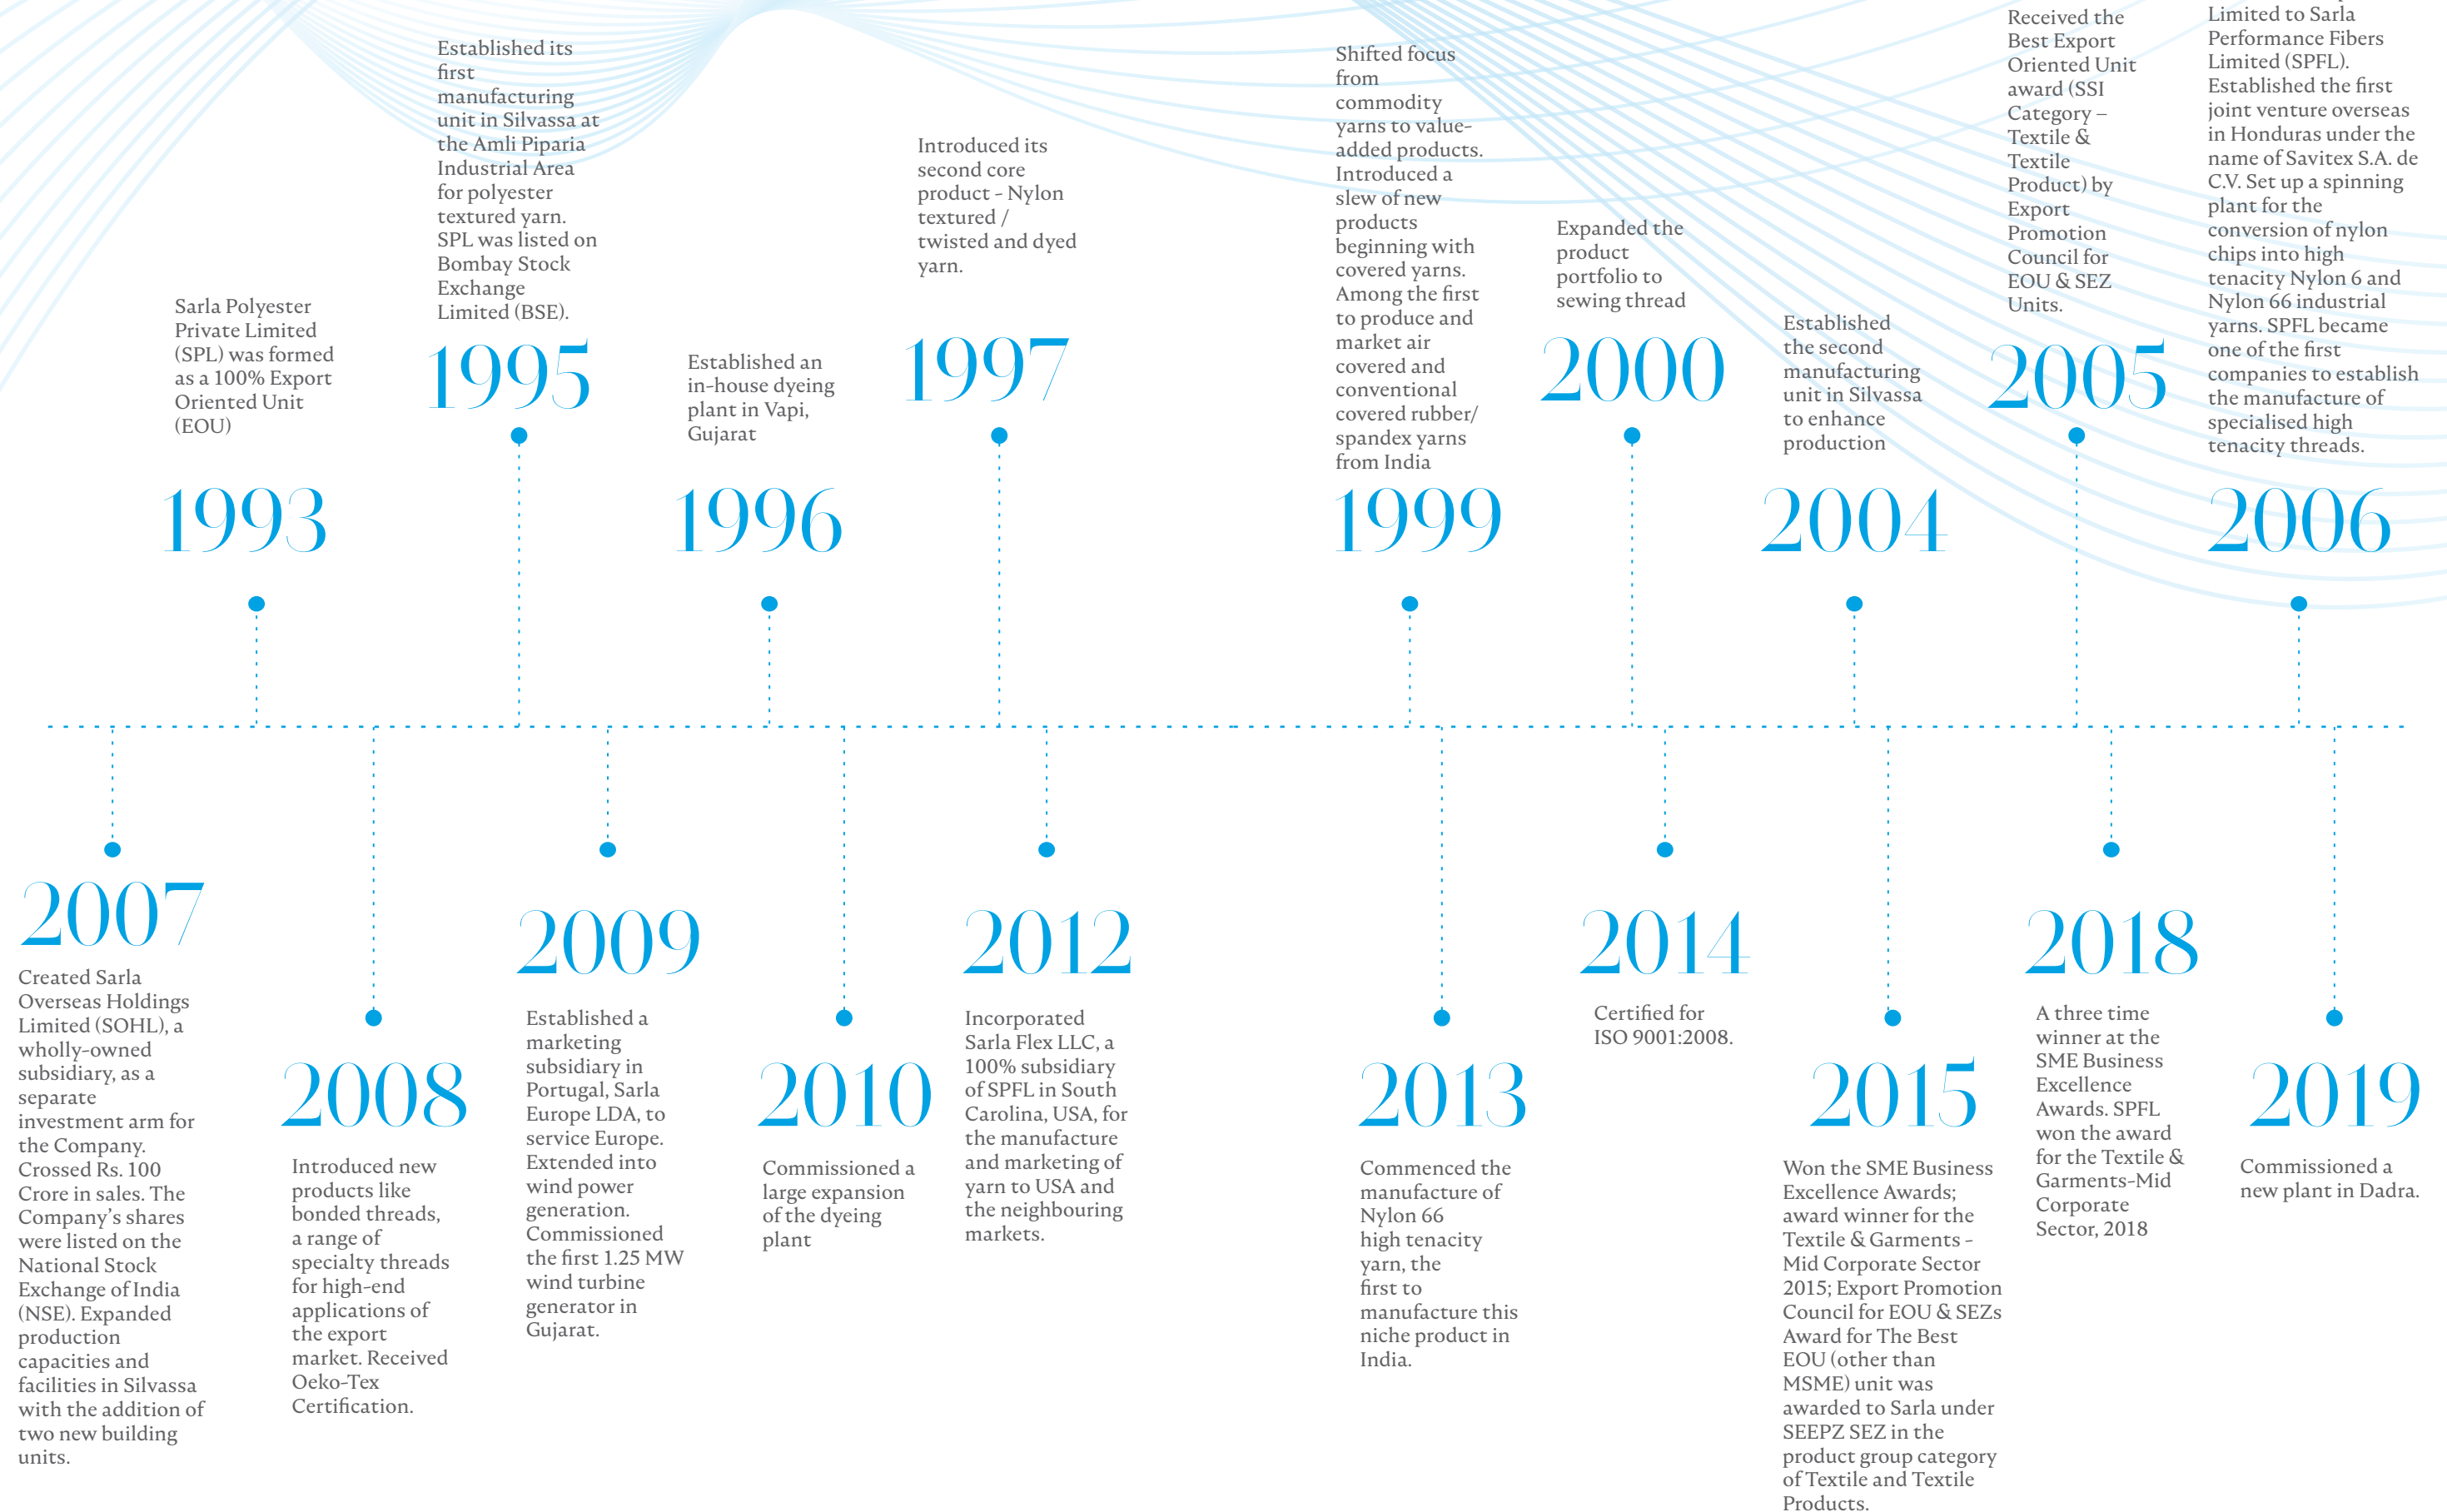 Sarla Polyester
Private Limited
(SPL) was formed
as a 100% Export
Oriented Unit
(EOU)
1993
Established its
first
manufacturing
unit in Silvassa at
the Amli Piparia
Industrial Area
for polyester
textured yarn.
SPL was listed on
Bombay Stock
Exchange
Limited (BSE).
1995
Established an
in-house dyeing
plant in Vapi,
Gujarat
1996
Introduced its
second core
product - Nylon
textured /
twisted and dyed
yarn.
1997
Shifted focus
from
commodity
yarns to value-
added products.
Introduced a
slew of new
products
beginning with
covered yarns.
Among the first
to produce and
market air
covered and
conventional
covered rubber/
spandex yarns
from India
1999
Expanded the
product
portfolio to
sewing thread
2000
Established
the second
manufacturing
unit in Silvassa
to enhance
production
2004
Received the
Best Export
Oriented Unit
award (SSI
Category –
Textile &
Textile
Product) by
Export
Promotion
Council for
EOU & SEZ
Units.
2005
Limited to Sarla
Performance Fibers
Limited (SPFL).
Established the first
joint venture overseas
in Honduras under the
name of Savitex S.A. de
C.V. Set up a spinning
plant for the
conversion of nylon
chips into high
tenacity Nylon 6 and
Nylon 66 industrial
yarns. SPFL became
one of the first
companies to establish
the manufacture of
specialised high
tenacity threads.
2006
2007
Created Sarla
Overseas Holdings
Limited (SOHL), a
wholly-owned
subsidiary, as a
separate
investment arm for
the Company.
Crossed Rs. 100
Crore in sales. The
Company’s shares
were listed on the
National Stock
Exchange of India
(NSE). Expanded
production
capacities and
facilities in Silvassa
with the addition of
two new building
units.
2008
Introduced new
products like
bonded threads,
a range of
specialty threads
for high-end
applications of
the export
market. Received
Oeko-Tex
Certification.
2009
Established a
marketing
subsidiary in
Portugal, Sarla
Europe LDA, to
service Europe.
Extended into
wind power
generation.
Commissioned
the first 1.25 MW
wind turbine
generator in
Gujarat.
2010
Commissioned a
large expansion
of the dyeing
plant
2012
Incorporated
Sarla Flex LLC, a
100% subsidiary
of SPFL in South
Carolina, USA, for
the manufacture
and marketing of
yarn to USA and
the neighbouring
markets.
2013
Commenced the
manufacture of
Nylon 66
high tenacity
yarn, the
first to
manufacture this
niche product in
India.
2014
Certified for
ISO 9001:2008.
2015
Won the SME Business
Excellence Awards;
award winner for the
Textile & Garments -
Mid Corporate Sector
2015; Export Promotion
Council for EOU & SEZs
Award for The Best
EOU (other than
MSME) unit was
awarded to Sarla under
SEEPZ SEZ in the
product group category
of Textile and Textile
Products.
2018
A three time
winner at the
SME Business
Excellence
Awards. SPFL
won the award
for the Textile &
Garments-Mid
Corporate
Sector, 2018
2019
Commissioned a
new plant in Dadra.